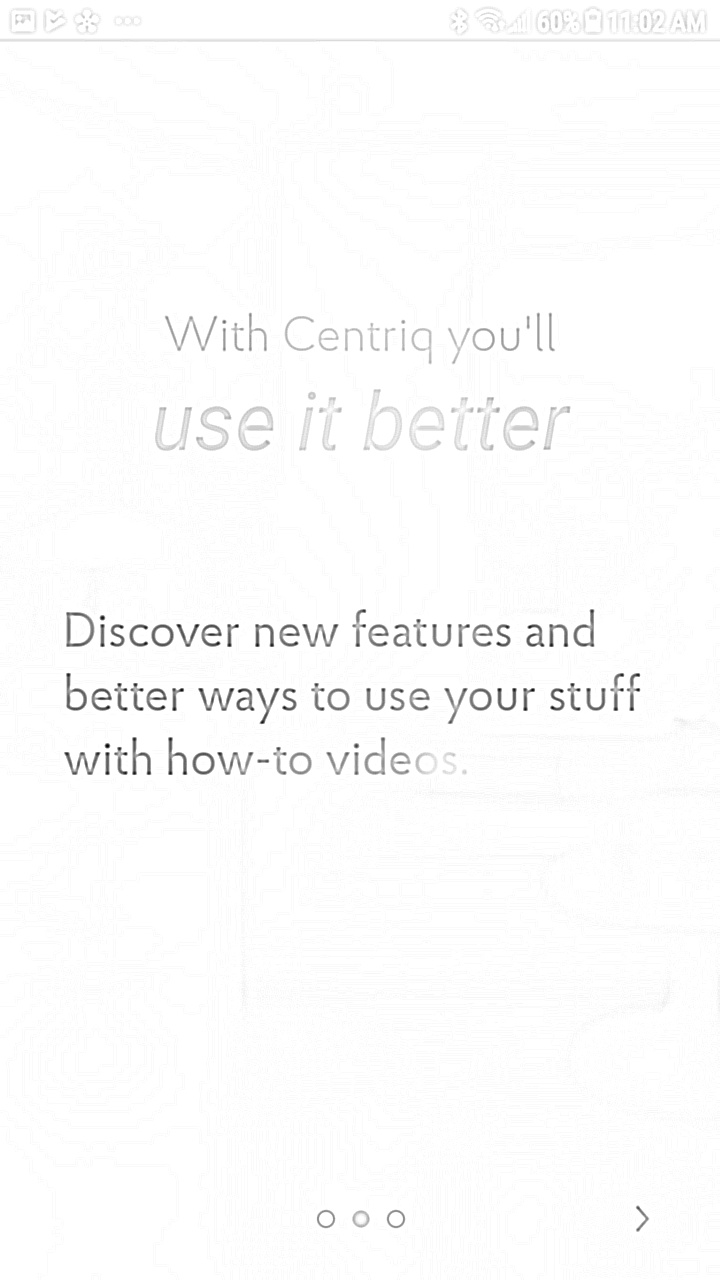 60% 11:02 AM
With Centriq you'll
use it better
Discover new features and
better ways to use your stuff
with how-to videos.